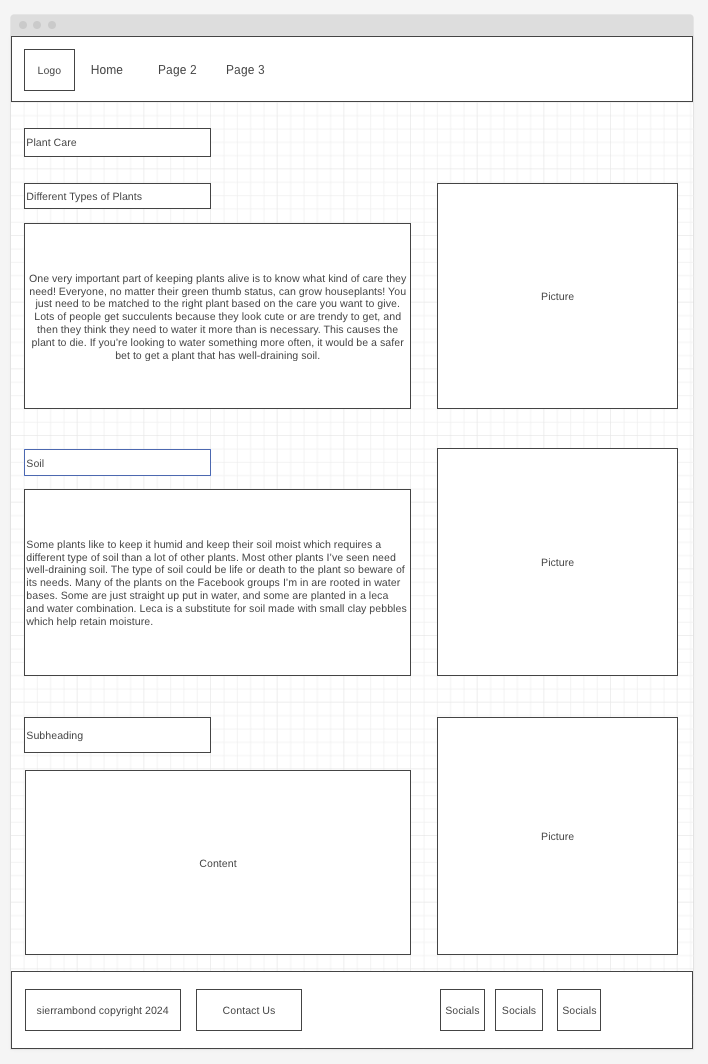 Logo
Home
Page 2
Page 3
Plant Care
Different Types of Plants
One very important part of keeping plants alive is to know what kind of care they
need! Everyone, no matter their green thumb status, can grow houseplants! You
just need to be matched to the right plant based on the care you want to give.
Lots of people get succulents because they look cute or are trendy to get, and
then they think they need to water it more than is necessary. This causes the
plant to die. If you’re looking to water something more often, it would be a safer
bet to get a plant that has well-draining soil.
Picture
Soil
Some plants like to keep it humid and keep their soil moist which requires a
different type of soil than a lot of other plants. Most other plants I’ve seen need
well-draining soil. The type of soil could be life or death to the plant so beware of
its needs. Many of the plants on the Facebook groups I’m in are rooted in water
bases. Some are just straight up put in water, and some are planted in a leca
and water combination. Leca is a substitute for soil made with small clay pebbles
which help retain moisture.
Picture
Subheading
Content
Picture
sierrambond copyright 2024
Contact Us
Socials
Socials
Socials